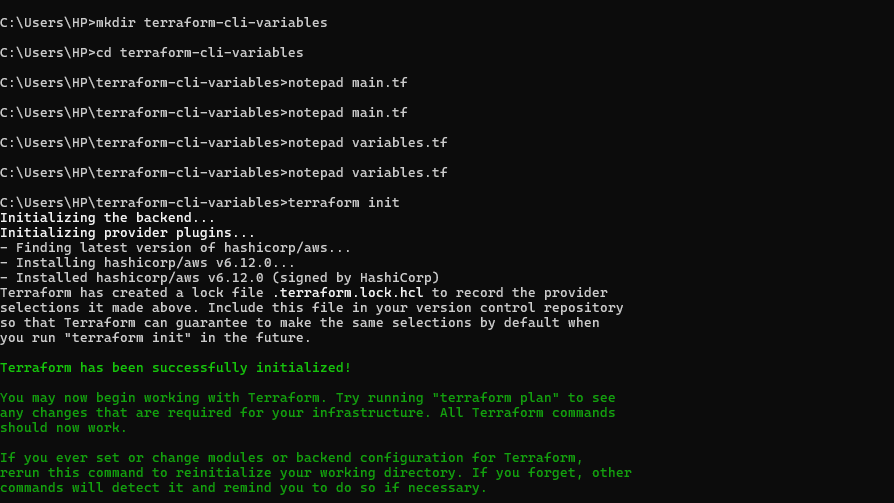 C:\Users\HP>mkdir terraform-cli-variables
C:\Users\HP>cd terraform-cli-variables
C:\Users\HP\terraform-cli-variables>notepad main.tf
C:\Users\HP\terraform-cli-variables>notepad main.tf
C:\Users\HP\terraform-cli-variables>notepad variables.tf
C:\Users\HP\terraform-cli-variables>notepad variables.tf
C:\Users\HP\terraform-cli-variables>terraform init
Initializing the backend...
Initializing provider plugins...
- Finding latest version of hashicorp/aws...
- Installing hashicorp/aws v6.12.0...
- Installed hashicorp/aws v6.12.0 (signed by HashiCorp)
Terraform has created a lock file .terraform.lock.hcl to record the provider
selections it made above. Include this file in your version control repository
so that Terraform can guarantee to make the same selections by default when
you run "terraform init" in the future.
Terraform has been successfully initialized!
You may now begin working with Terraform. Try running "terraform plan" to see
any changes that are required for your infrastructure. All Terraform commands
should now work.
If you ever set or change modules or backend configuration for Terraform,
rerun this command to reinitialize your working directory. If you forget, other
commands will detect it and remind you to do so if necessary.